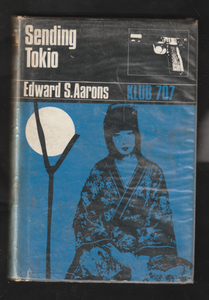 Sending
Tokio
Edward S.Aarons
KLUB 707